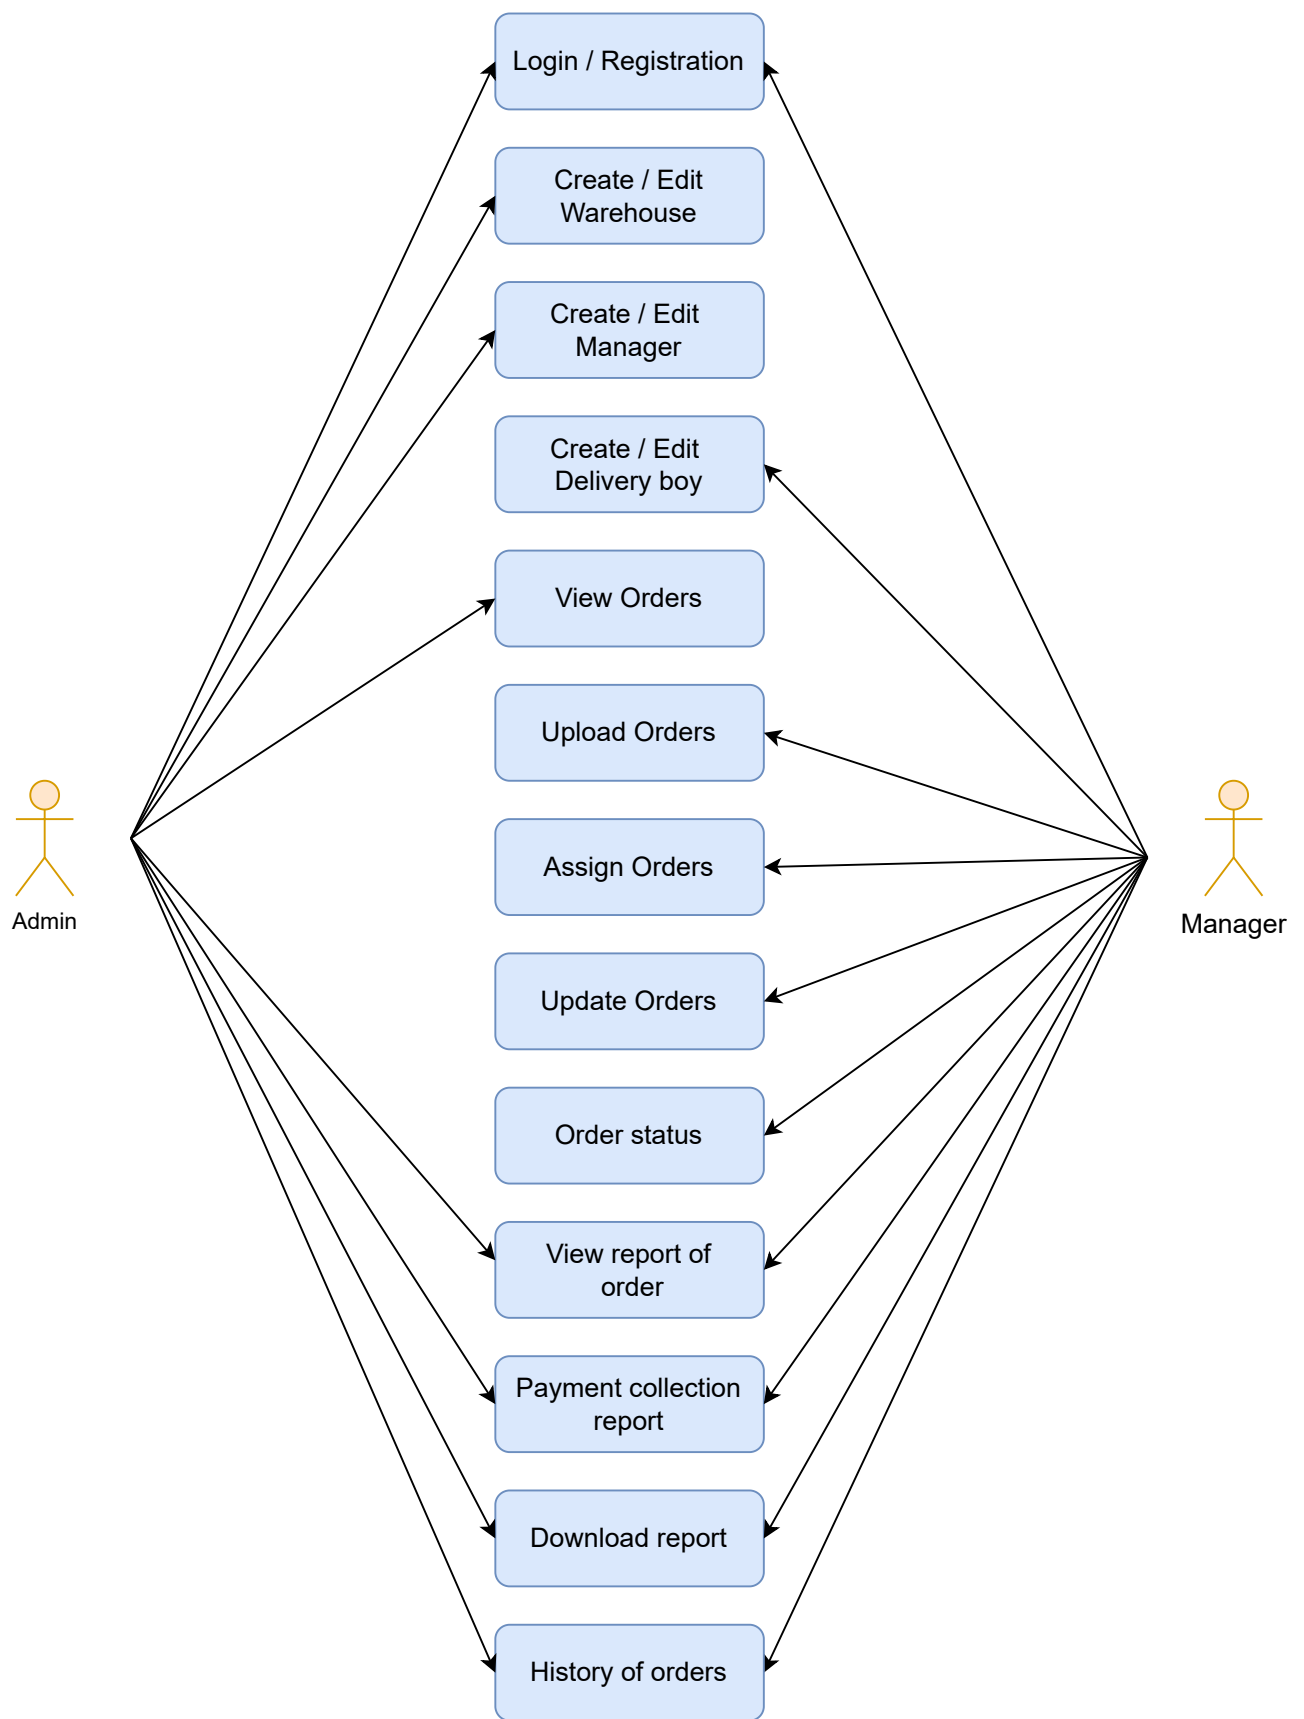 Login / Registration
Create / Edit
Warehouse
Create / Edit
Manager
Create / Edit
Delivery boy
View Orders
Upload Orders
Assign Orders
Admin
Manager
Update Orders
Order status
View report of
order
Payment collection
report
Download report
History of orders